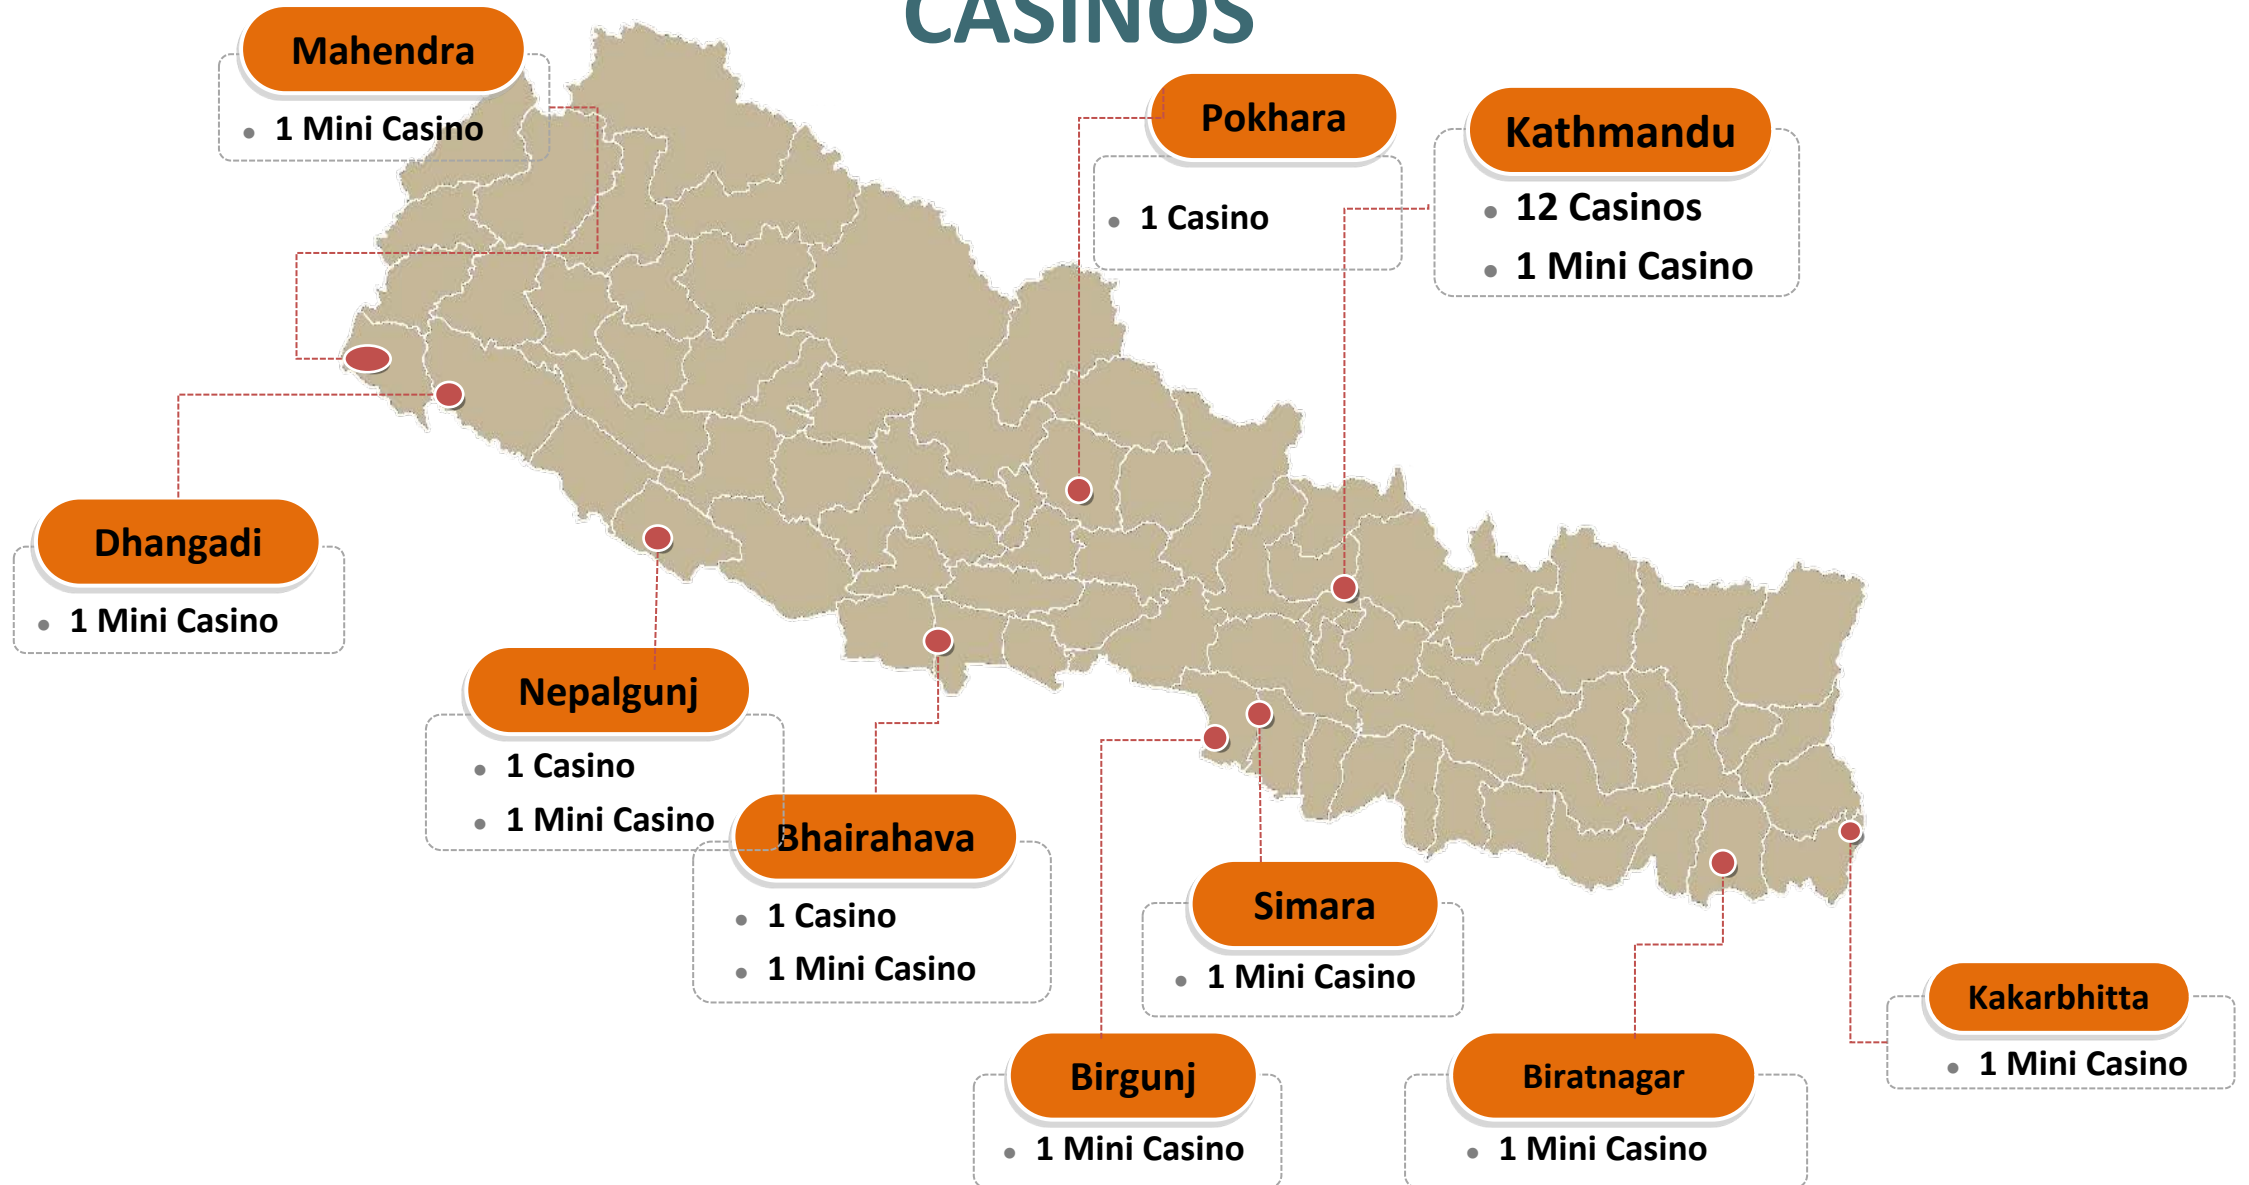 CASINOS
Mahendra
• 1 Mini Casino
Pokhara
• 1 Casino
Kathmandu
• 12 Casinos
• 1 Mini Casino
Dhangadi
• 1 Mini Casino
Nepalgunj
• 1 Casino
• 1 Mini Casino
Bhairahava
• 1 Casino
• 1 Mini Casino
Simara
• 1 Mini Casino
Birgunj
• 1 Mini Casino
Biratnagar
• 1 Mini Casino
Kakarbhitta
• 1 Mini Casino